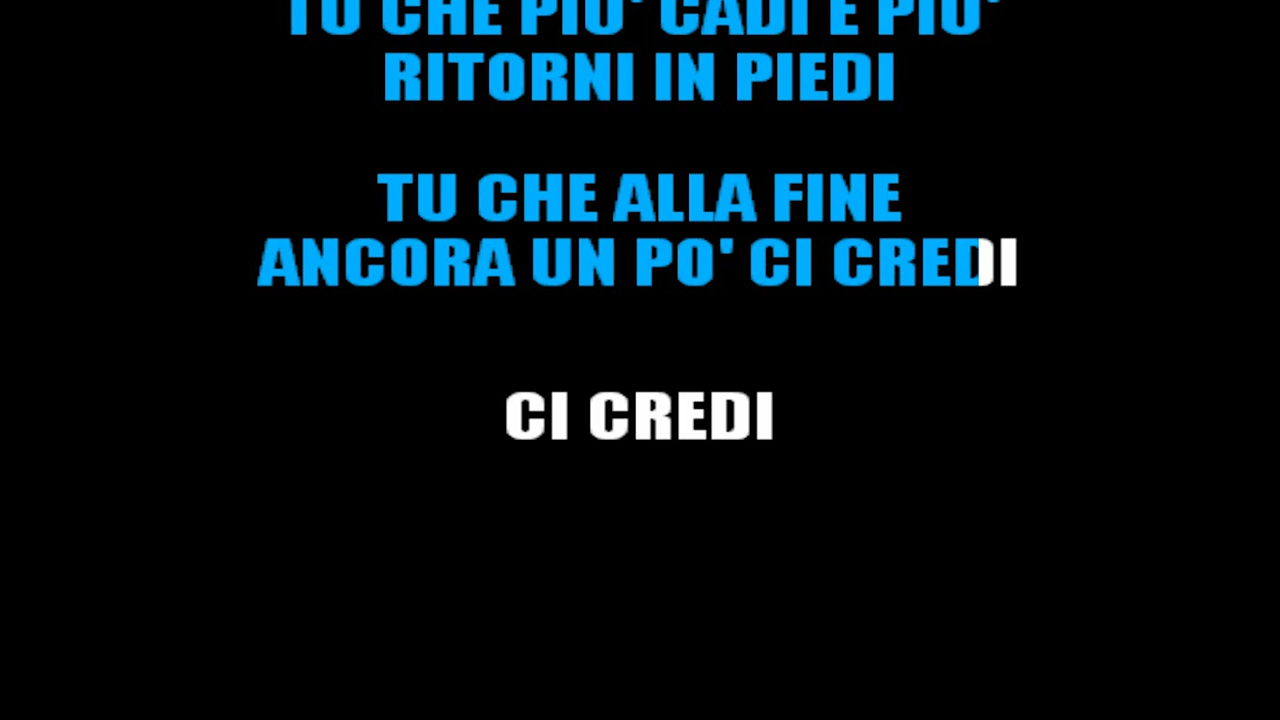 TU CHE PIU' CADI E PIU'
RITORNI IN PIEDI
TU CHE ALLA FINE
ANCORA UN PO' CI CREDI
CI CREDI